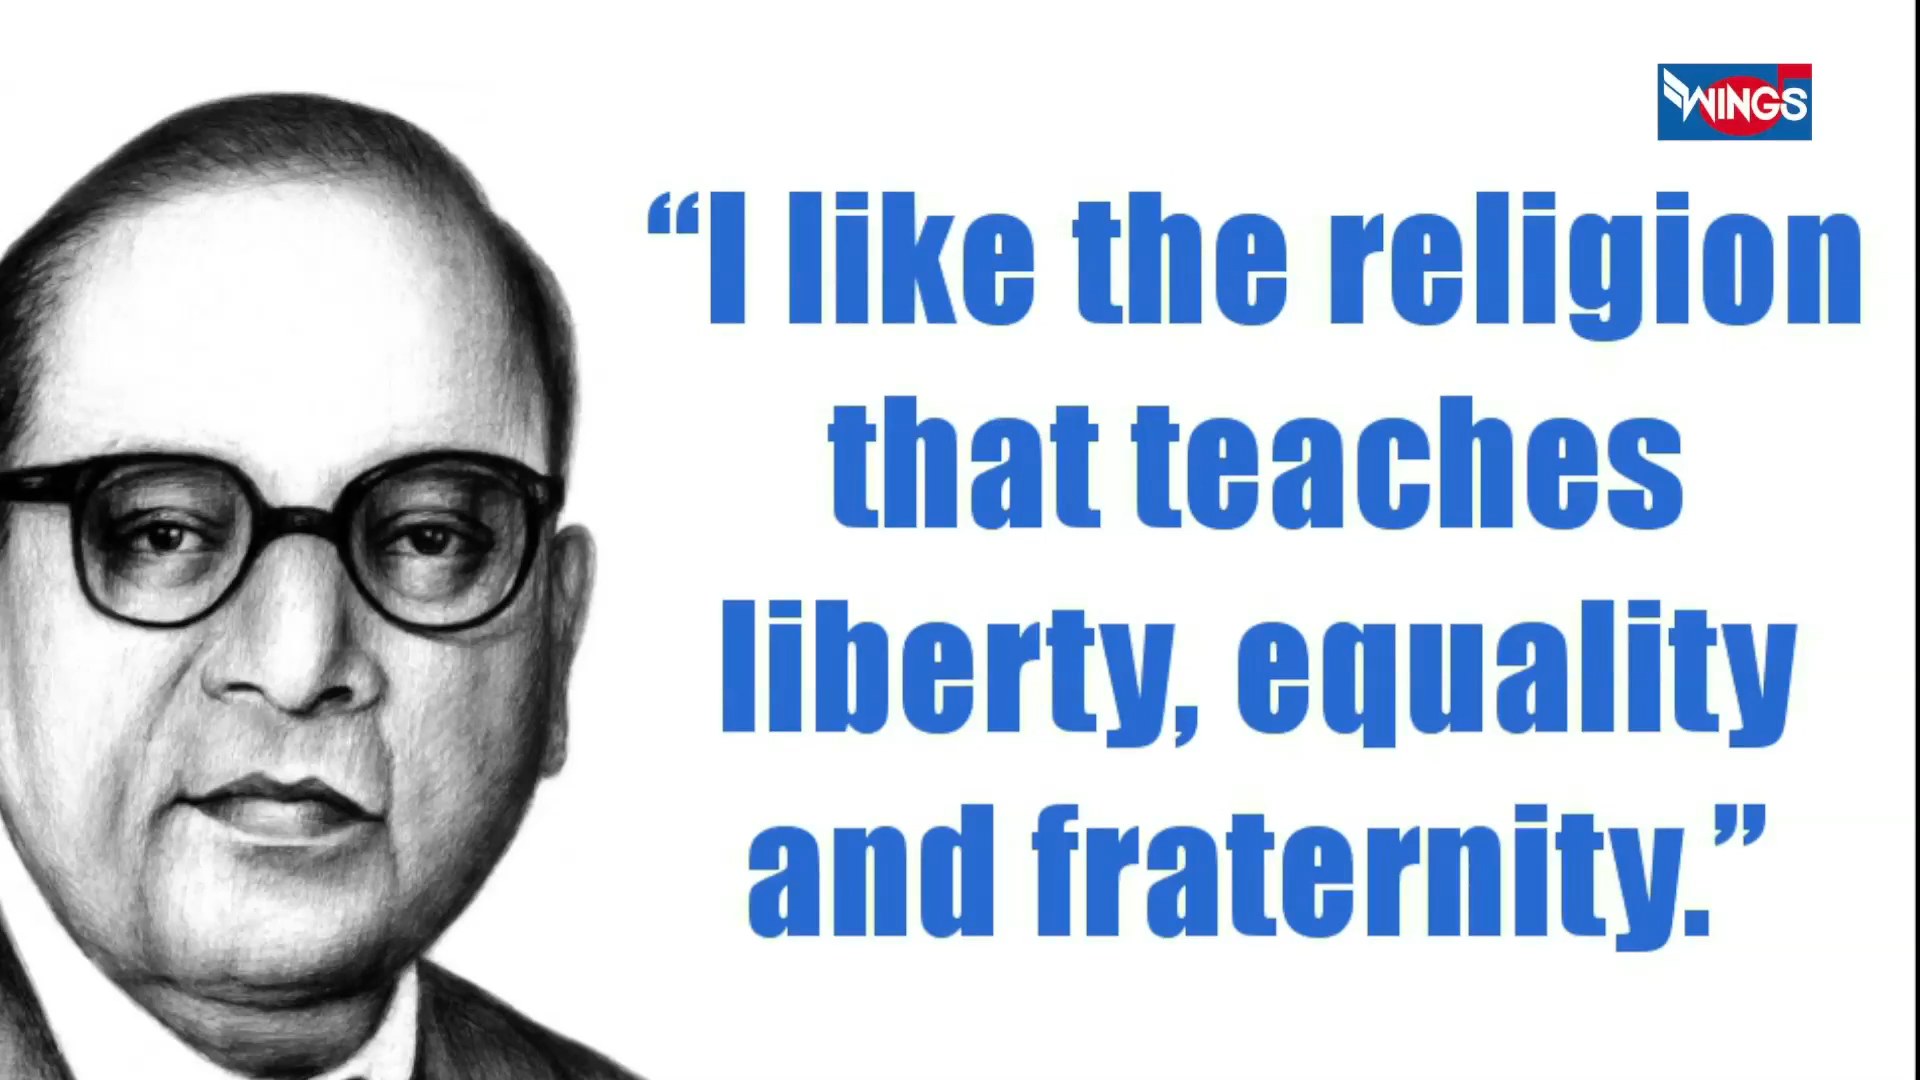 WINGS
“I like the religion
that teaches
liberty, equality
and fraternity.”